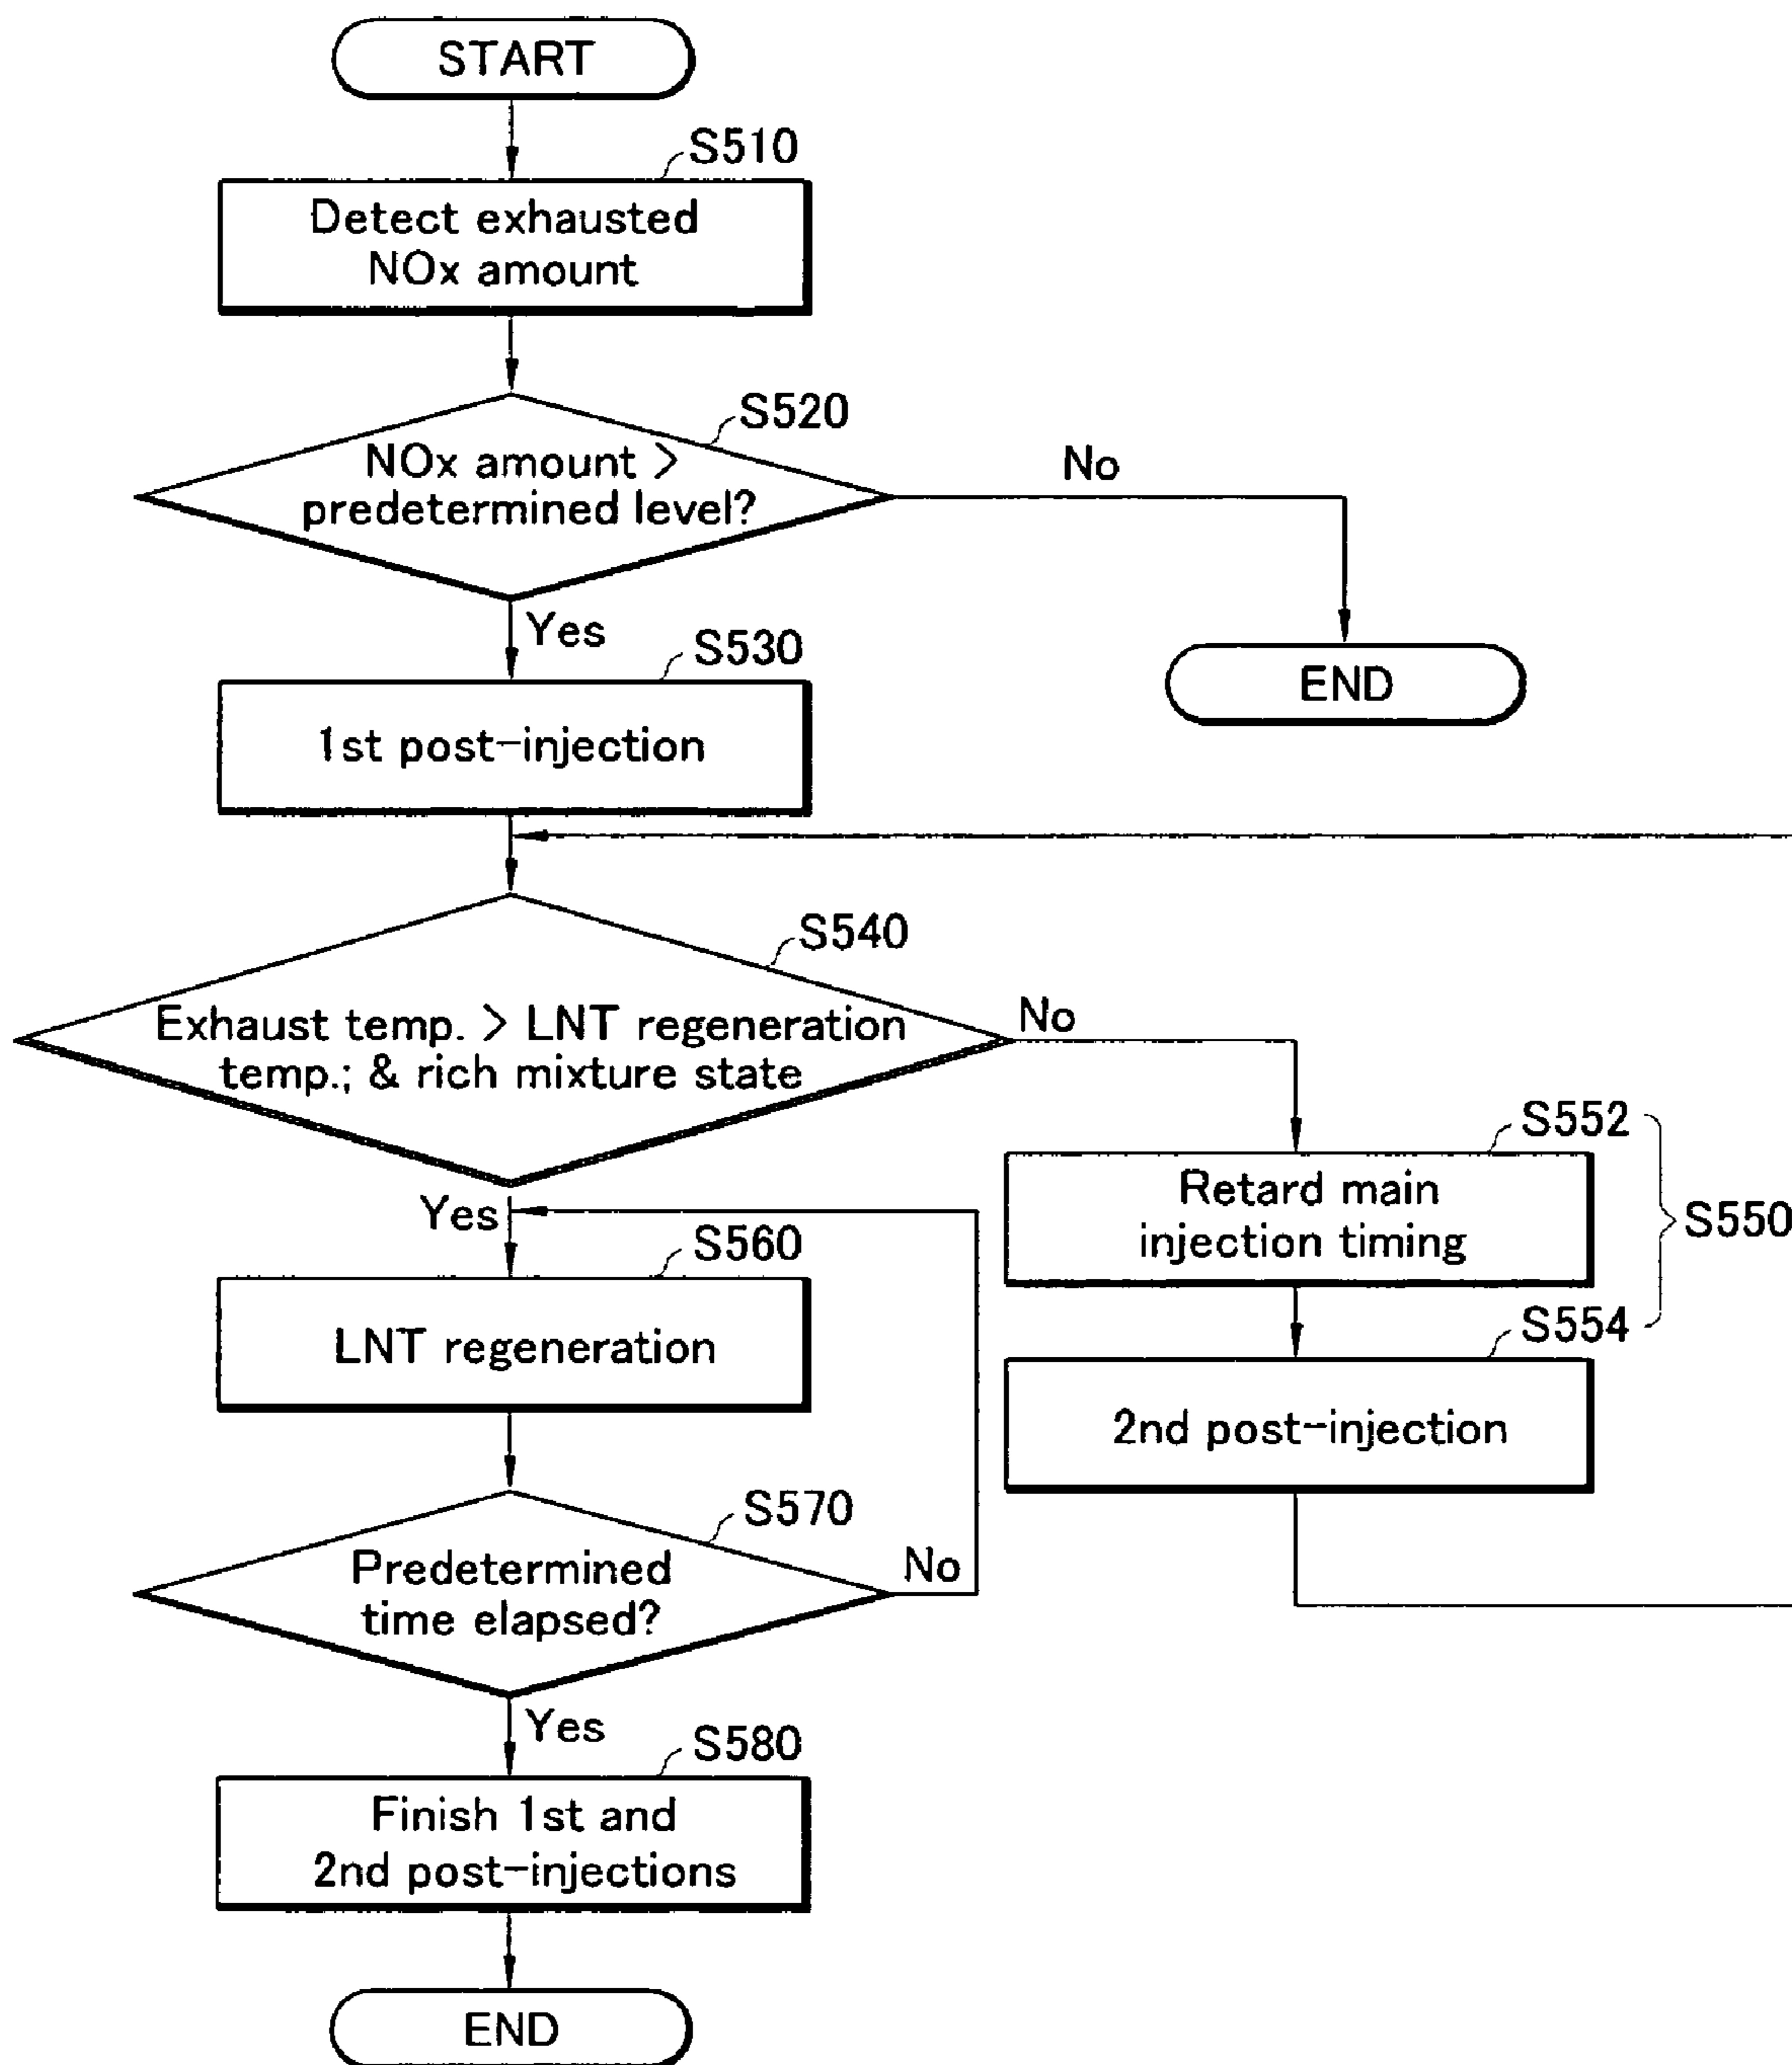 START
S510
Detect exhausted
NOx amount
S520
NOx amount >
predetermined level?
No
Yes
END
S530
1st post-injection
S540
Exhaust temp. > LNT regeneration
temp.; & rich mixture state
No
Yes
S552
Retard main
injection timing
S550
S554
2nd post-injection
S560
LNT regeneration
S570
Predetermined
time elapsed?
No
Yes
S580
Finish 1st and
2nd post-injections
END